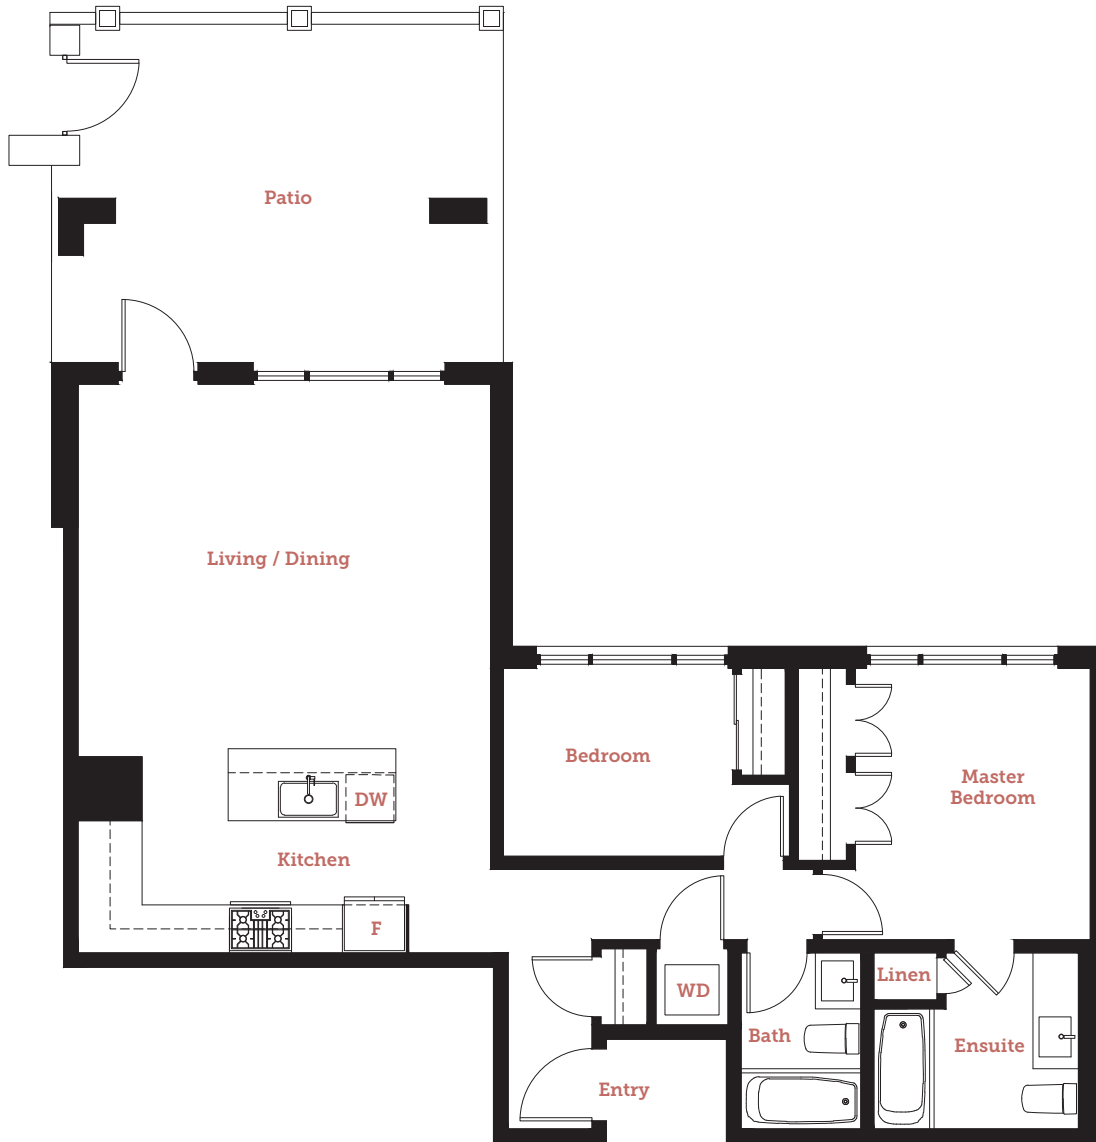 Patio
Living / Dining
Bedroom
Master
Bedroom
DW
Kitchen
F
Linen
WD
Bath
Ensuite
Entry